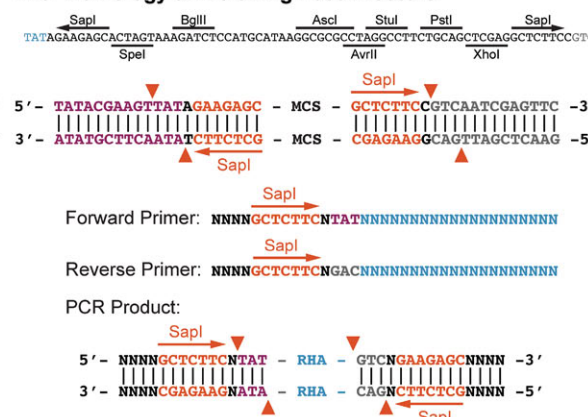 SapI BglII AscI StuI PstI SapI
TATAGAAGAGCACTAGTAAAGATCTCCATGCATAAGGCGCGCCTAGGCCTTCTGCAGCTCGAGGCTCTTCCGTC
SpeI AvrII XhoI
SapI
5′- TATACGAAGTTATAGAAGAGC - MCS - GCTCTTCCGTCAATCGAGTTC -3
3′- ATATGCTTCAATATCTTCTCG - MCS - CGAGAAGGCAGTTAGCTCAAG -5
SapI
SapI
Forward Primer: NNNNGCTCTTCNTATNNNNNNNNNNNNNNNNNNNN
SapI
Reverse Primer: NNNNGCTCTTCNGACNNNNNNNNNNNNNNNNNNNN
PCR Product:
SapI
5′- NNNNGCTCTTCNTAT - RHA - GTCNGAAGAGCNNNN -3′
3′- NNNNCGAGAAGNATA - RHA - CAGNCTTCTCGNNNN -5′
SapI